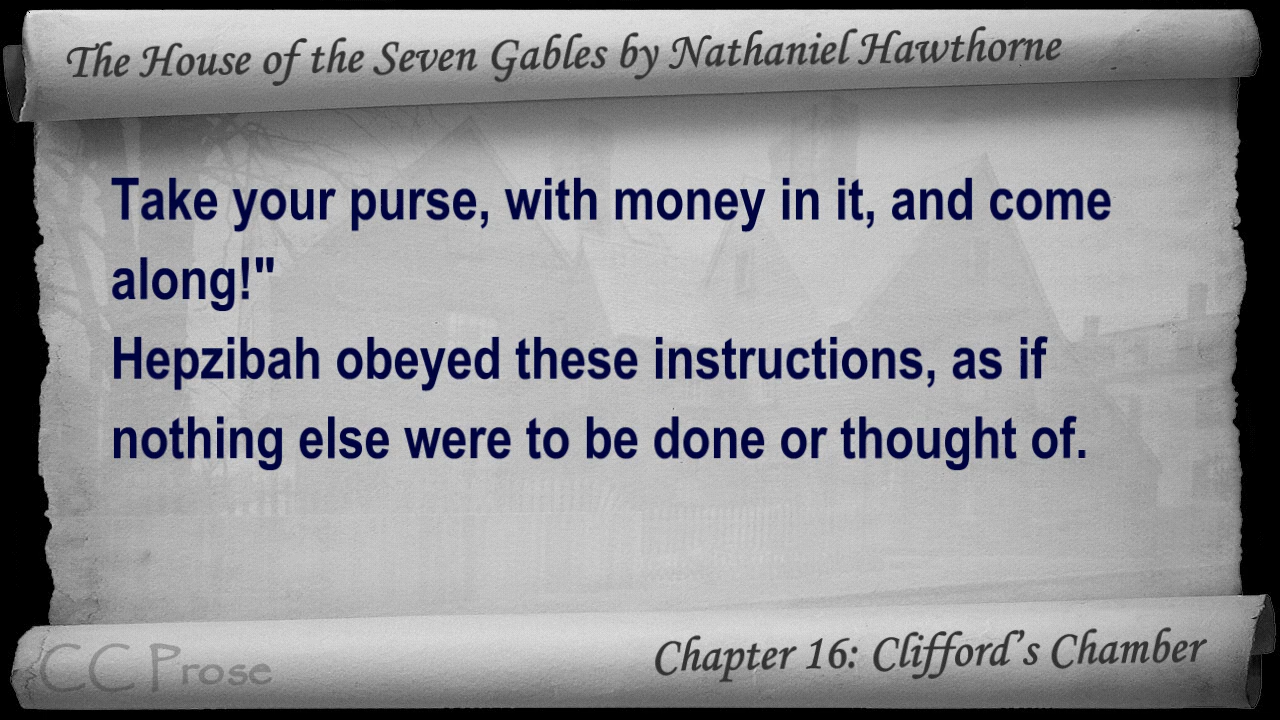 The House of the Seven Gables by Nathaniel Hawthorne
Take your purse, with money in it, and come
along!"
Hepzibah obeyed these instructions, as if
nothing else were to be done or thought of.
CC Prose
Chapter 16: Clifford's Chamber